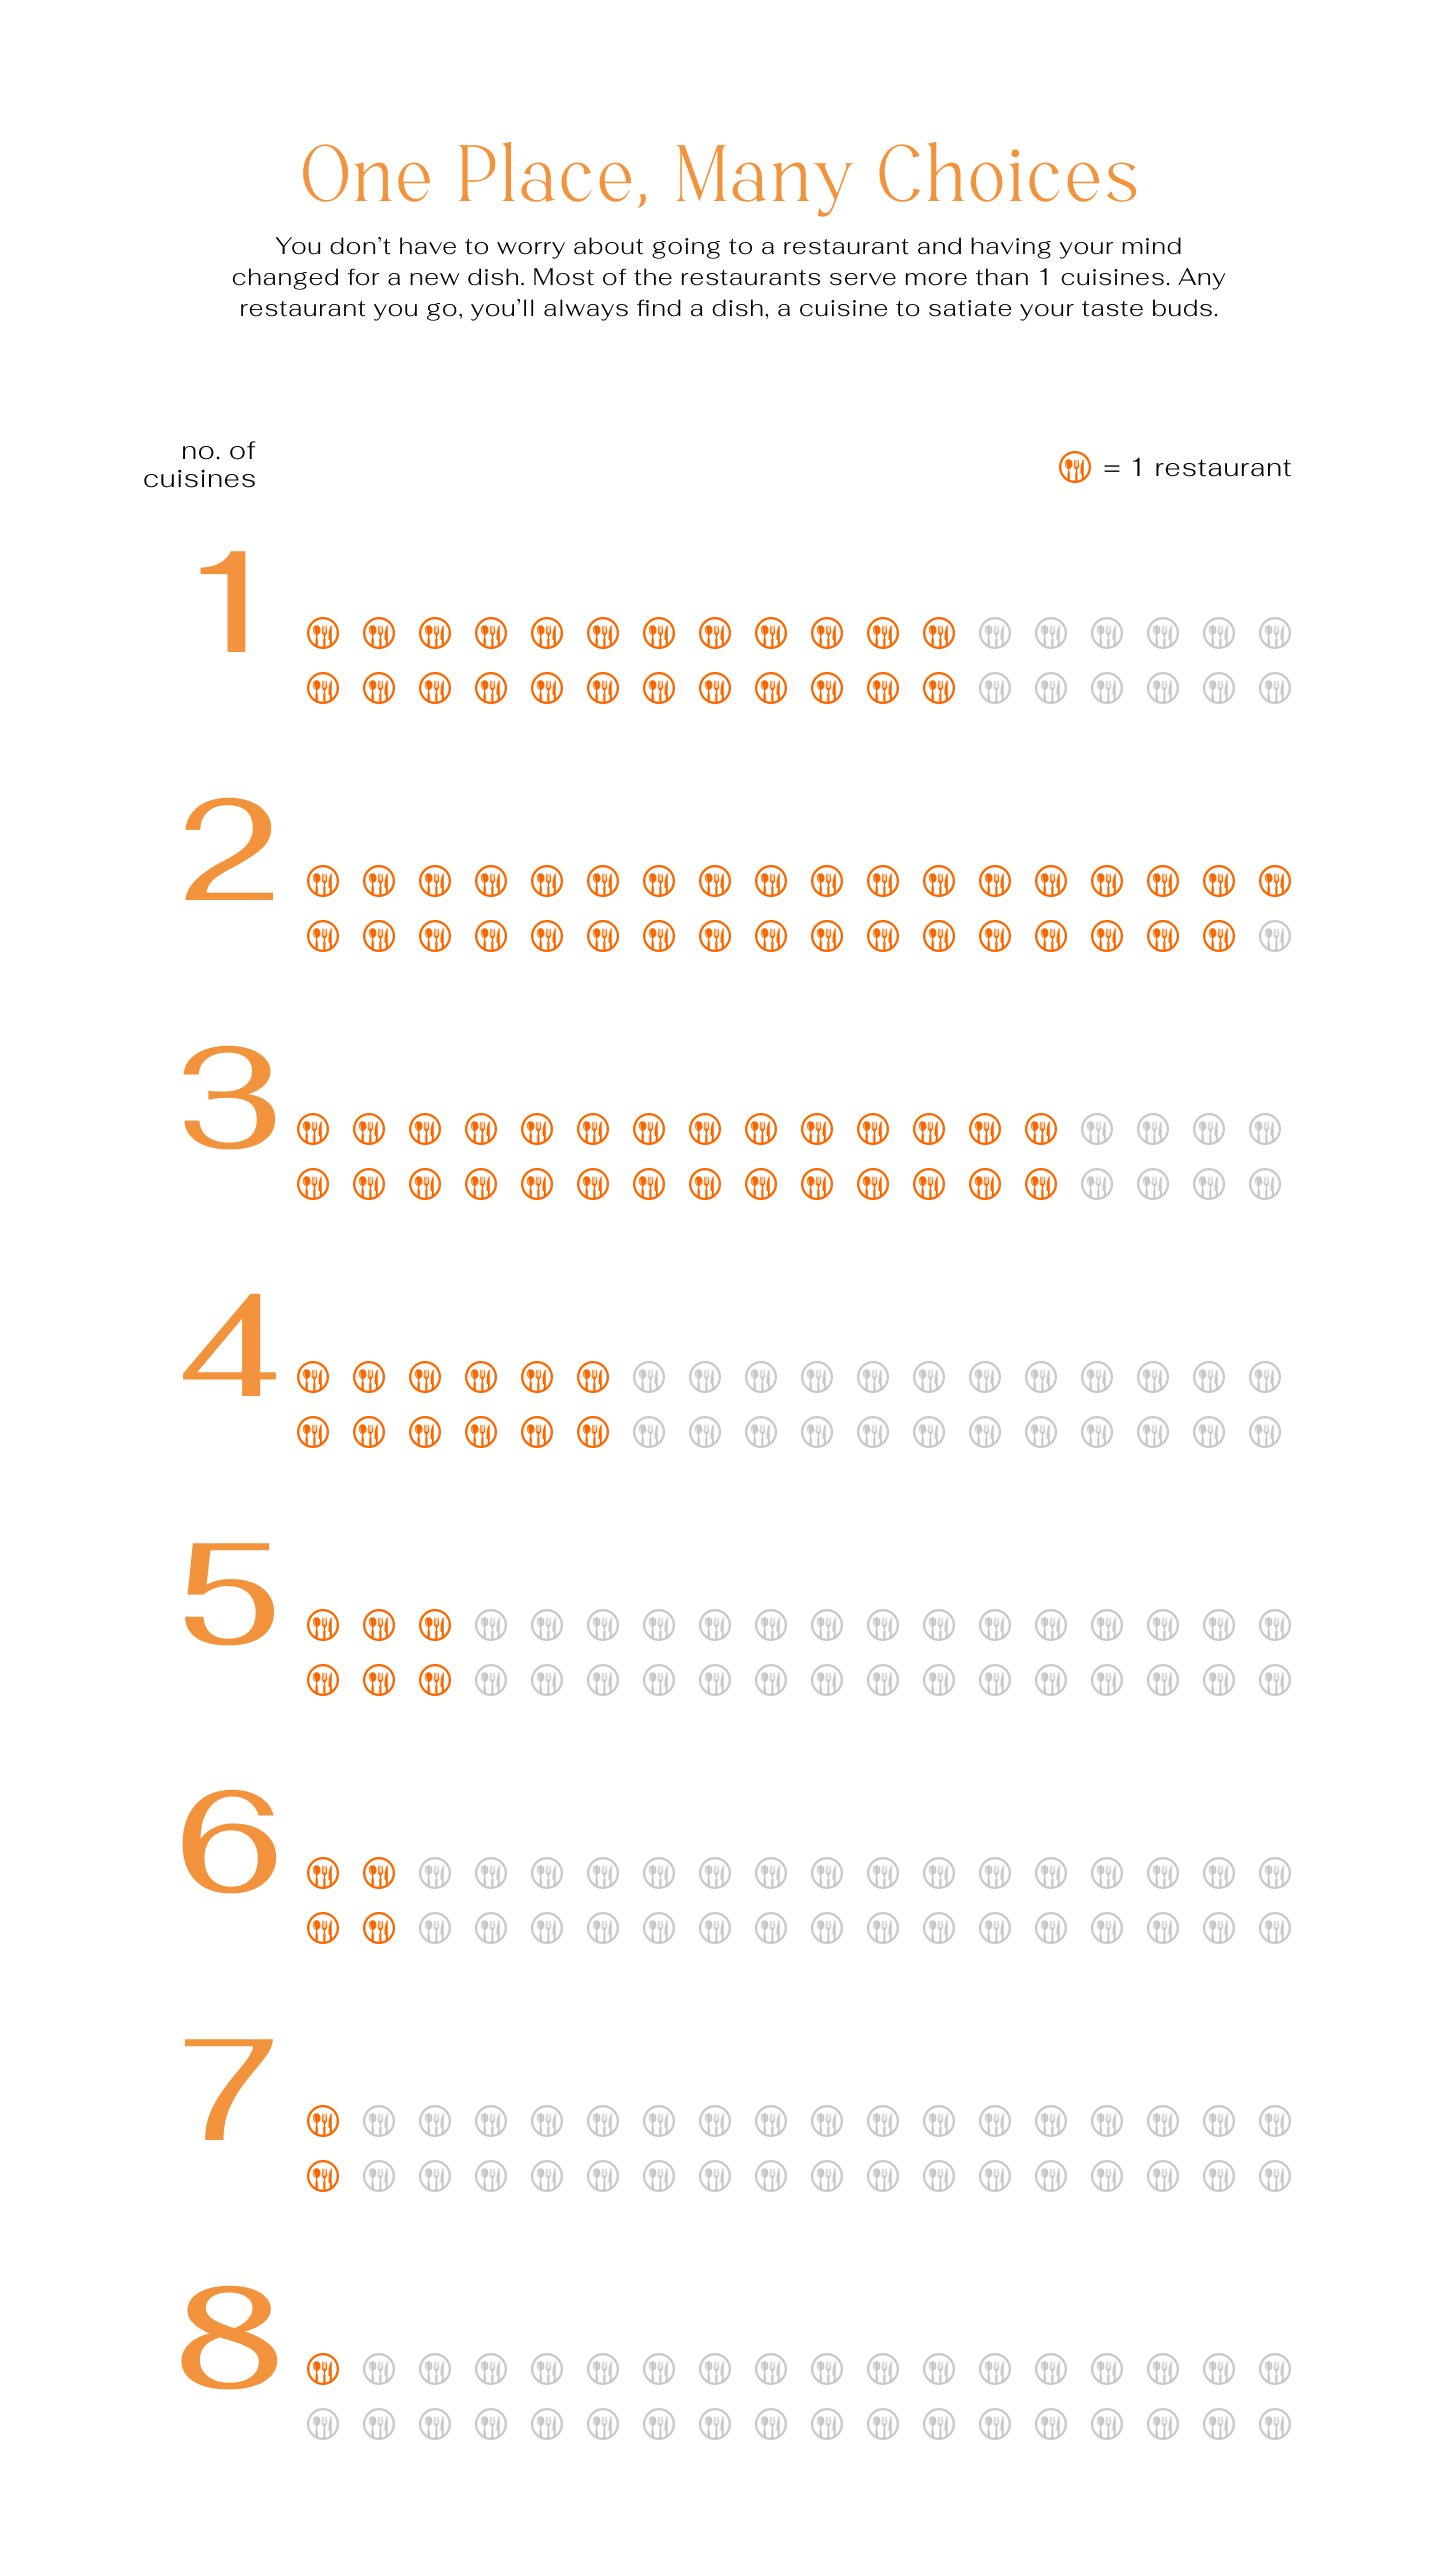 One Place, Many Choices
You don’t have to worry about going to a restaurant and having your mind
changed for a new dish. Most of the restaurants serve more than 1 cuisines. Any
restaurant you go, you’ll always find a dish, a cuisine to satiate your taste buds.
no. of
cuisines
= 1 restaurant
1
2
3
4
5
6
7
8